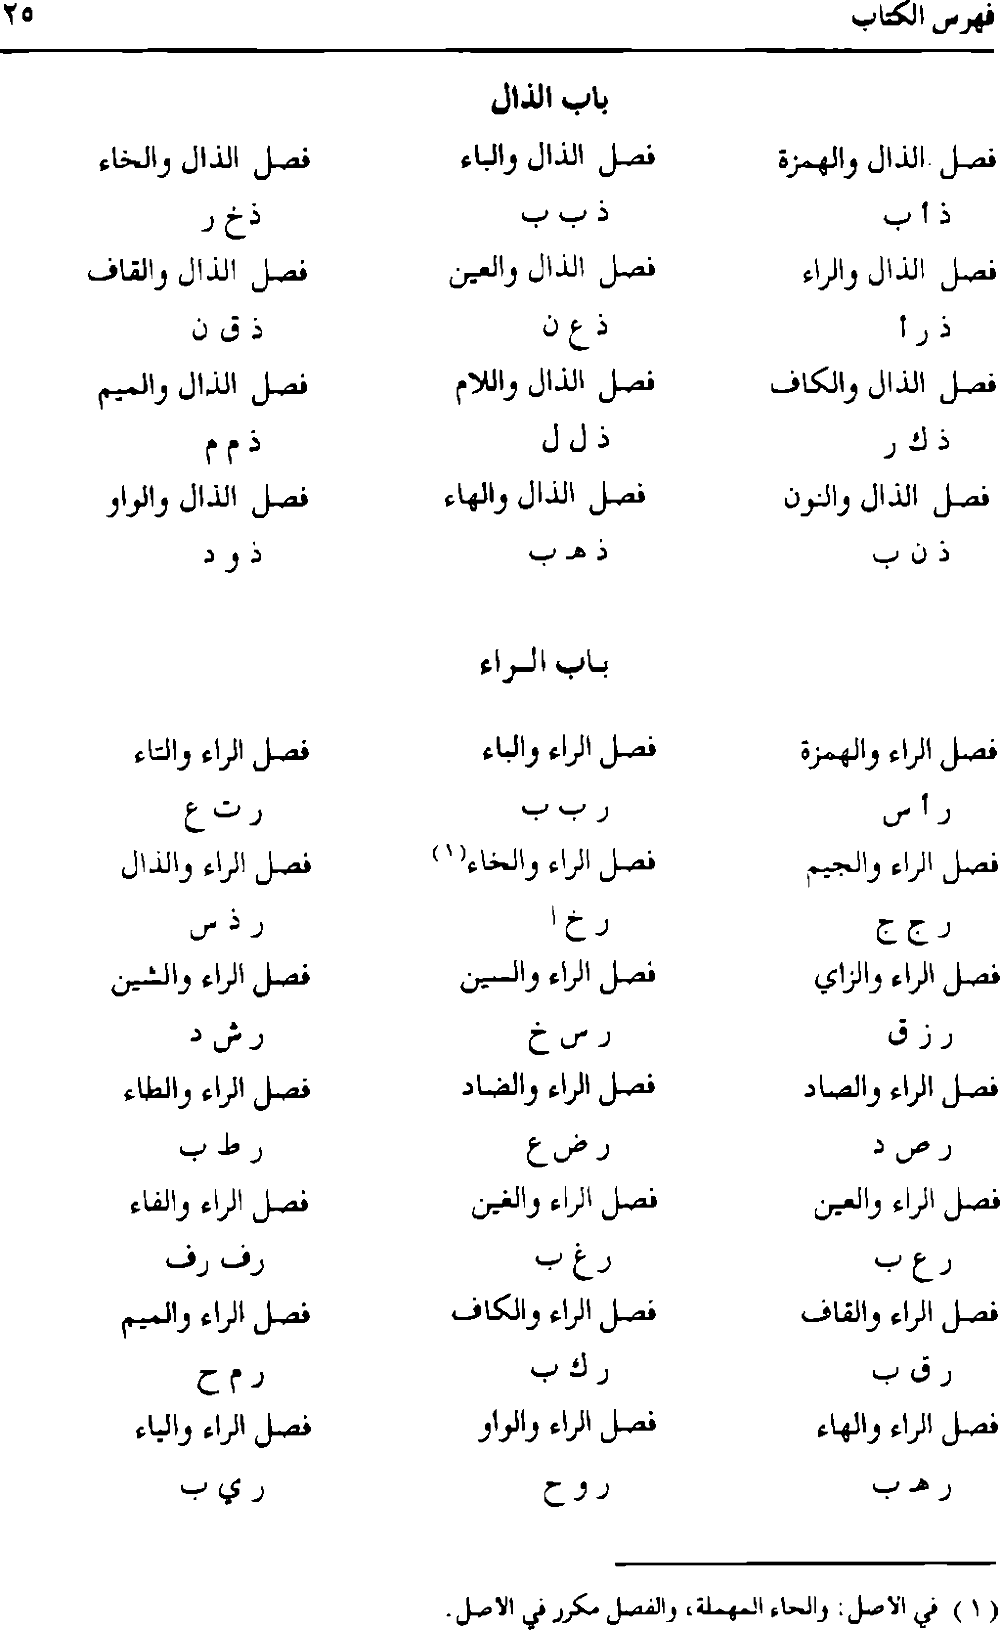 فهرس الكتاب ٢٥
باب الذال
فصل الذال والهمزة فصل الذال والباء فصل الذال والخاء
ذ أ ب ذ ب ب ذ خ ر
فصل الذال والراء فصل الذال والعين فصل الذال والقاف
ذ ر أ ذ ع ن ذ ق ن
فصل الذال والكاف فصل الذال واللام فصل الذال والميم
ذ ك ر ذ ل ل ذ م م
فصل الذال والنون فصل الذال والهاء فصل الذال والواو
ذ ن ب ذ هـ ب ذ و د
بـاب الـراء
فصل الراء والهمزة فصل الراء والباء فصل الراء والتاء
ر أ س ر ب ب ر ت ع
فصل الراء والجيم فصل الراء والخاء(١) فصل الراء والذال
ر ج ج ر خ ا ر ذ س
فصل الراء والزاي فصل الراء والسين فصل الراء والشين
ر ز ق ر س خ ر ش د
فصل الراء والصاد فصل الراء والضاد فصل الراء والطاء
ر ص د ر ض ع ر ط ب
فصل الراء والعين فصل الراء والغين فصل الراء والفاء
ر ع ب ر غ ب رف رف
فصل الراء والقاف فصل الراء والكاف فصل الراء والميم
ر ق ب ر ك ب ر م ح
فصل الراء والهاء فصل الراء والواو فصل الراء والياء
ر هـ ب ر و ح ر ي ب
(١) في الاصل: والحاء المهملة، والفصل مكرر في الاصل.